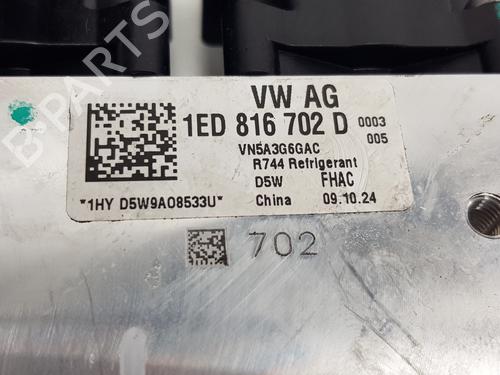 VW AG
1ED 816 702 D 0003
005
VN5A3G6GAC
R744 Refrigerant
D5W FHAC
*1HY D5W9A08533U* China 09.10.24
702